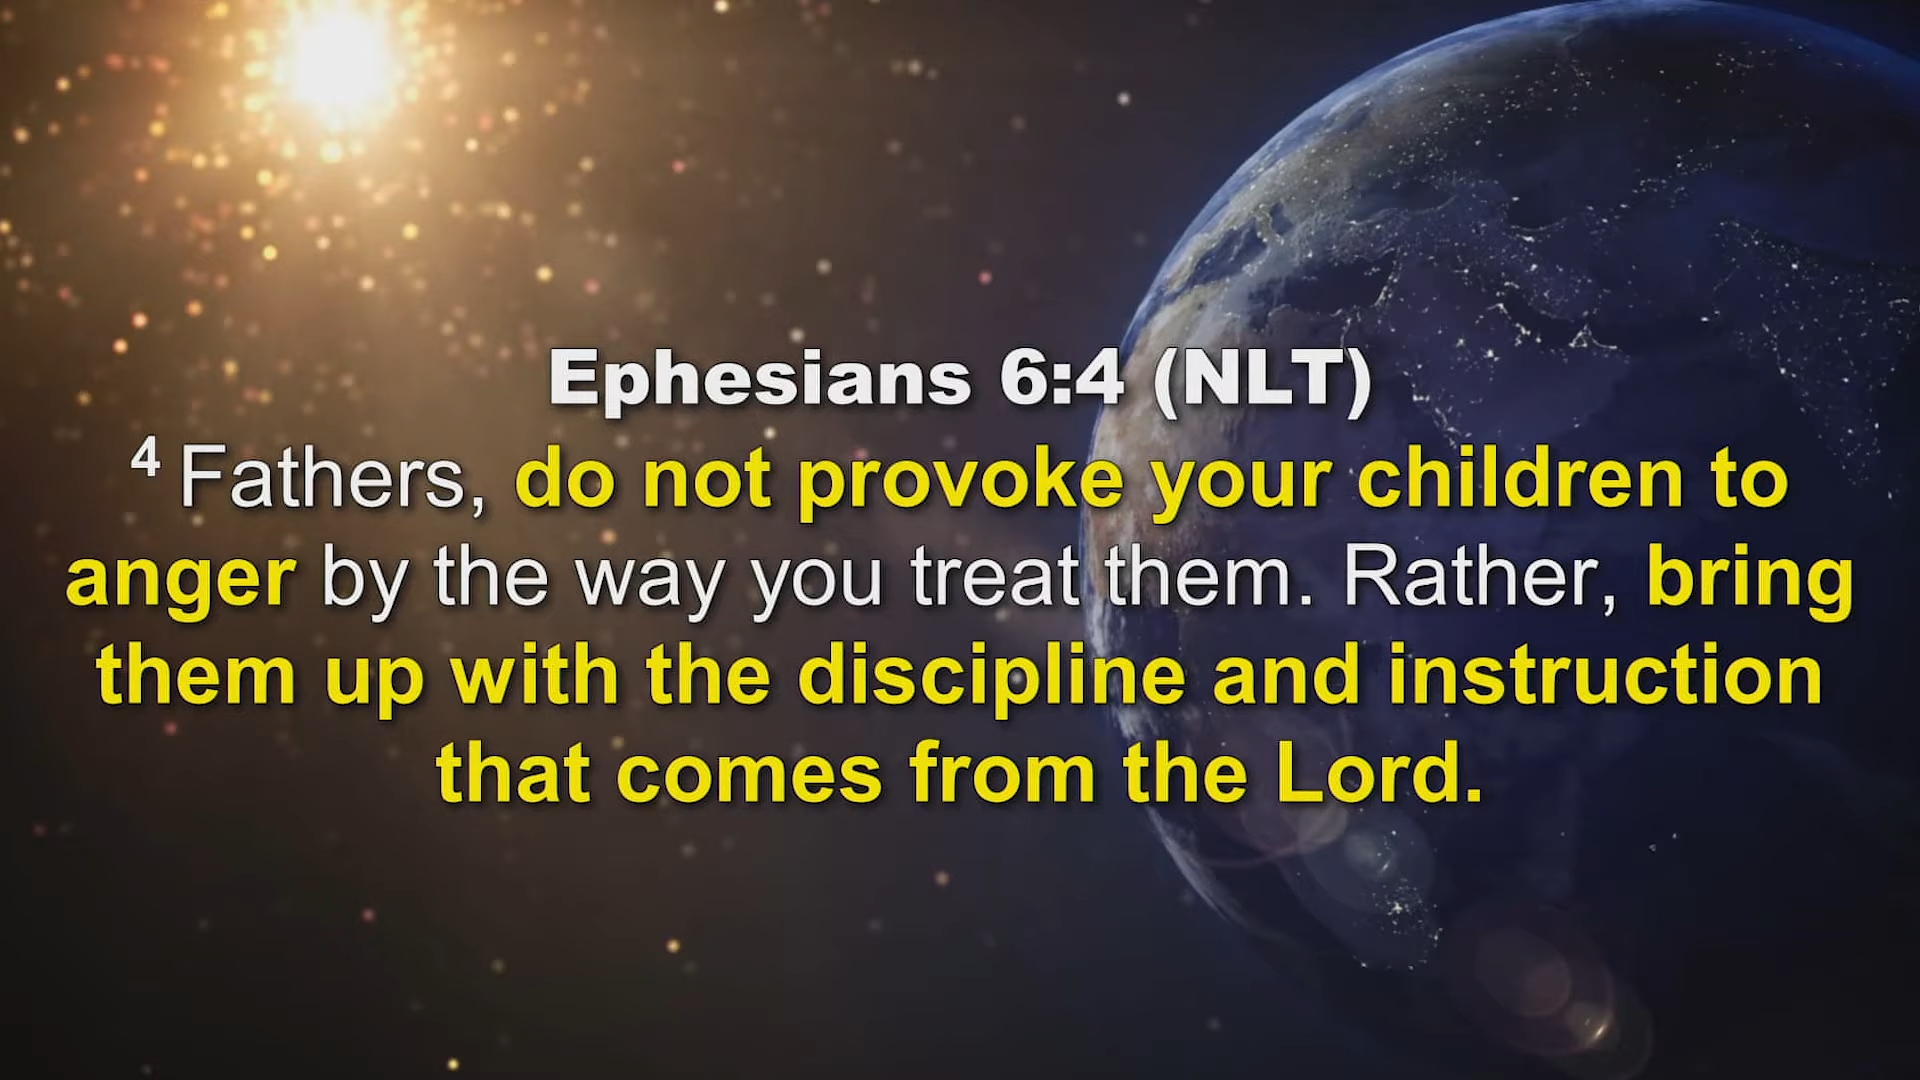 Ephesians 6:4 (NLT)
4 Fathers, do not provoke your children to
anger by the way you treat them. Rather, bring
them up with the discipline and instruction
that comes from the Lord.